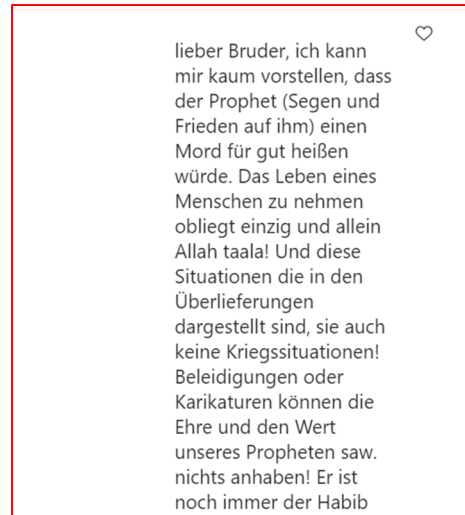 lieber Bruder, ich kann
mir kaum vorstellen, dass
der Prophet (Segen und
Frieden auf ihm) einen
Mord für gut heißen
würde. Das Leben eines
Menschen zu nehmen
obliegt einzig und allein
Allah taala! Und diese
Situationen die in den
Überlieferungen
dargestellt sind, sie auch
keine Kriegssituationen!
Beleidigungen oder
Karikaturen können die
Ehre und den Wert
unseres Propheten saw.
nichts anhaben! Er ist
noch immer der Habib